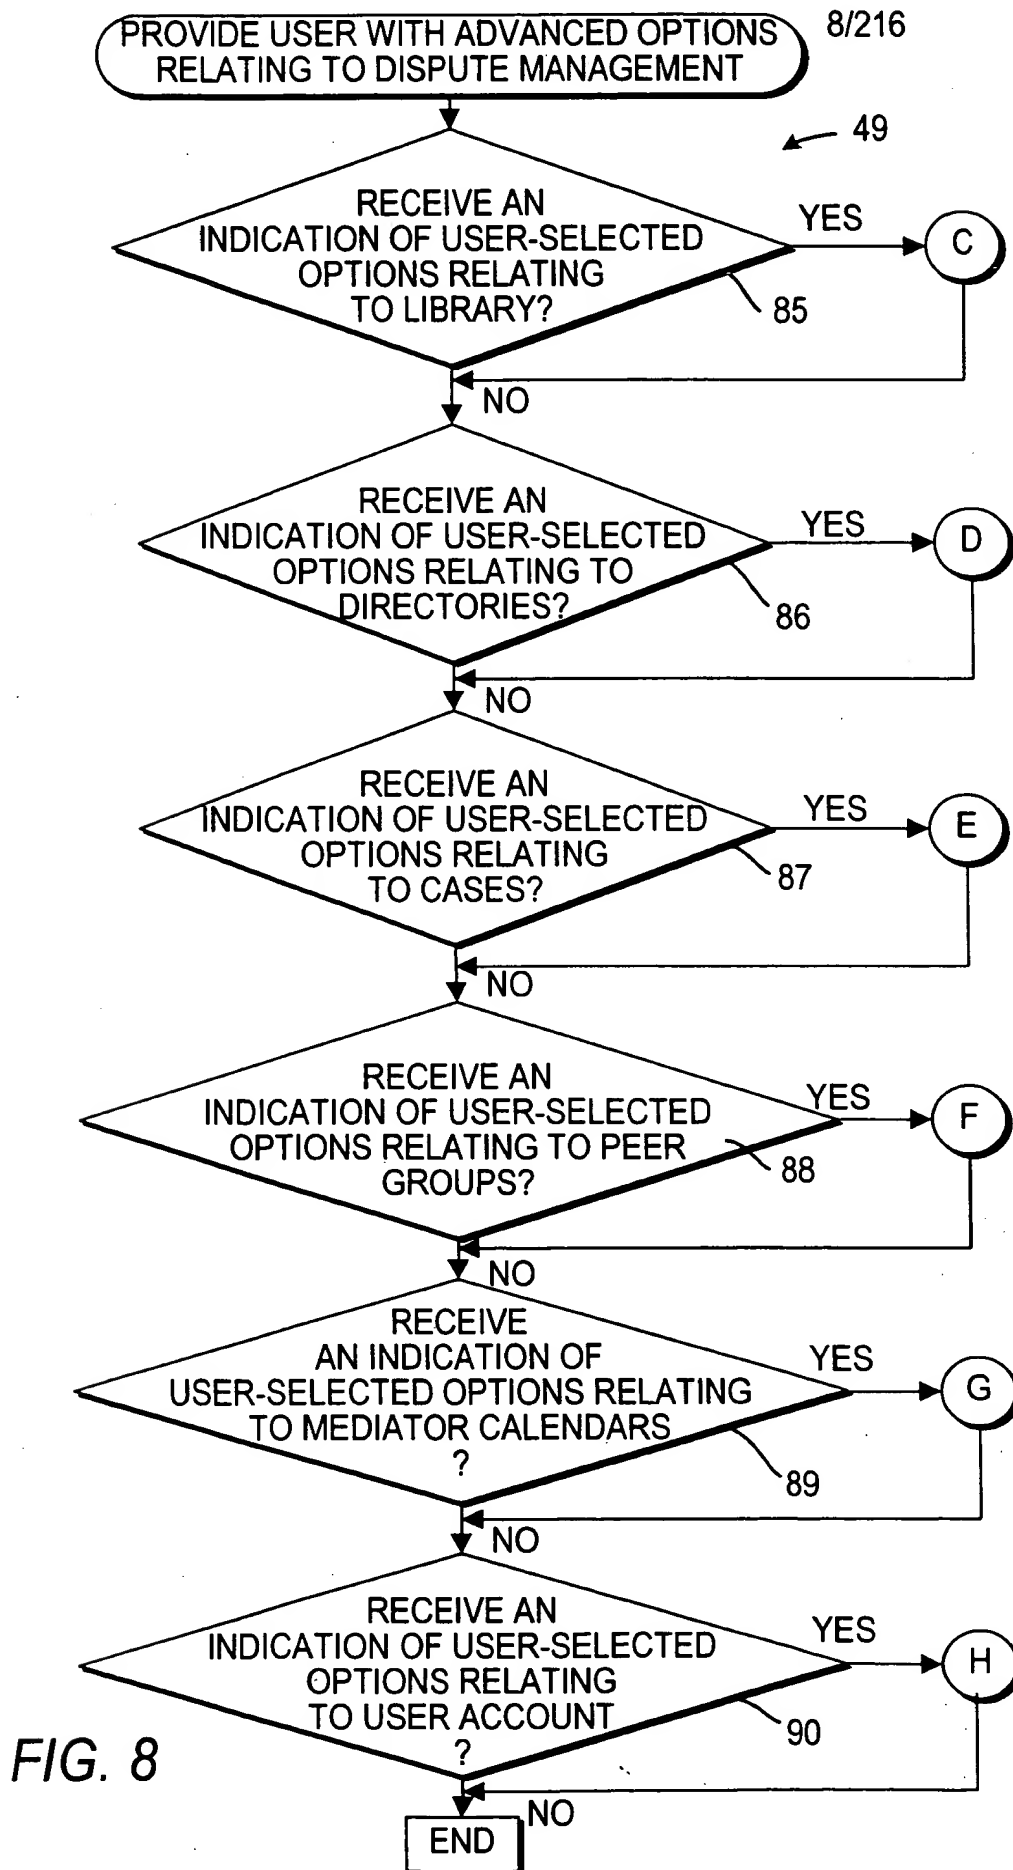 PROVIDE USER WITH ADVANCED OPTIONS
RELATING TO DISPUTE MANAGEMENT
8/216
49
RECEIVE AN
INDICATION OF USER-SELECTED
OPTIONS RELATING
TO LIBRARY?
YES
C
85
NO
RECEIVE AN
INDICATION OF USER-SELECTED
OPTIONS RELATING TO
DIRECTORIES?
YES
D
86
NO
RECEIVE AN
INDICATION OF USER-SELECTED
OPTIONS RELATING
TO CASES?
YES
E
87
NO
RECEIVE AN
INDICATION OF USER-SELECTED
OPTIONS RELATING TO PEER
GROUPS?
YES
F
88
NO
RECEIVE
AN INDICATION OF
USER-SELECTED OPTIONS RELATING
TO MEDIATOR CALENDARS
?
YES
G
89
NO
RECEIVE AN
INDICATION OF USER-SELECTED
OPTIONS RELATING
TO USER ACCOUNT
?
YES
H
90
NO
END
FIG. 8